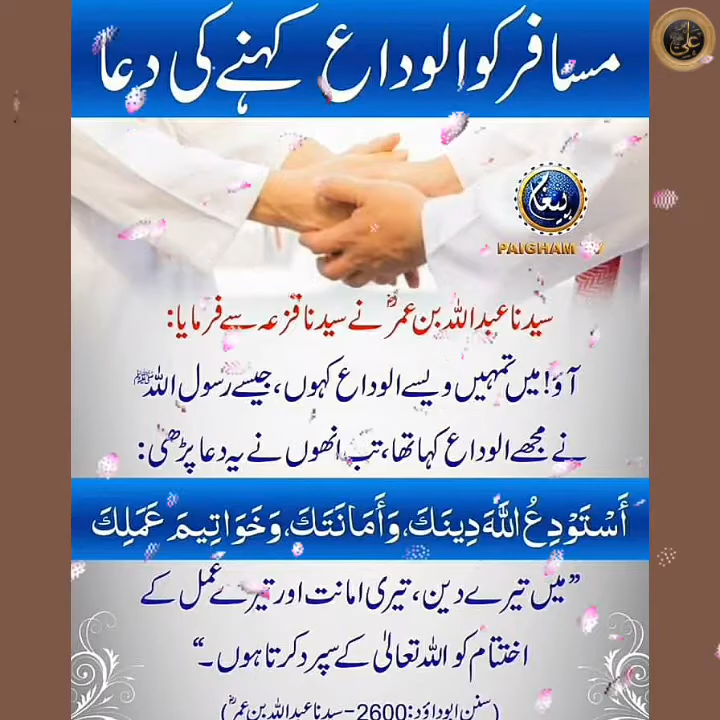 مسافر کو الوداع کہنے کی دعا
علی
پیغام
PAIGHAM TV
سیدنا عبداللہ بن عمرؓ نے سیدنا قزعہ سے فرمایا:
آؤ! میں تمہیں ویسے الوداع کہوں، جیسے رسول اللہ ﷺ
نے مجھے الوداع کہا تھا، تب انھوں نے یہ دعا پڑھی:
أَسْتَوْدِعُ اللَّهَ دِينَكَ، وَأَمَانَتَكَ، وَخَوَاتِيمَ عَمَلِكَ
”میں تیرے دین، تیری امانت اور تیرے عمل کے
اختتام کو اللہ تعالیٰ کے سپرد کرتا ہوں۔“
(سنن ابوداؤد: 2600 - سیدنا عبداللہ بن عمرؓ)